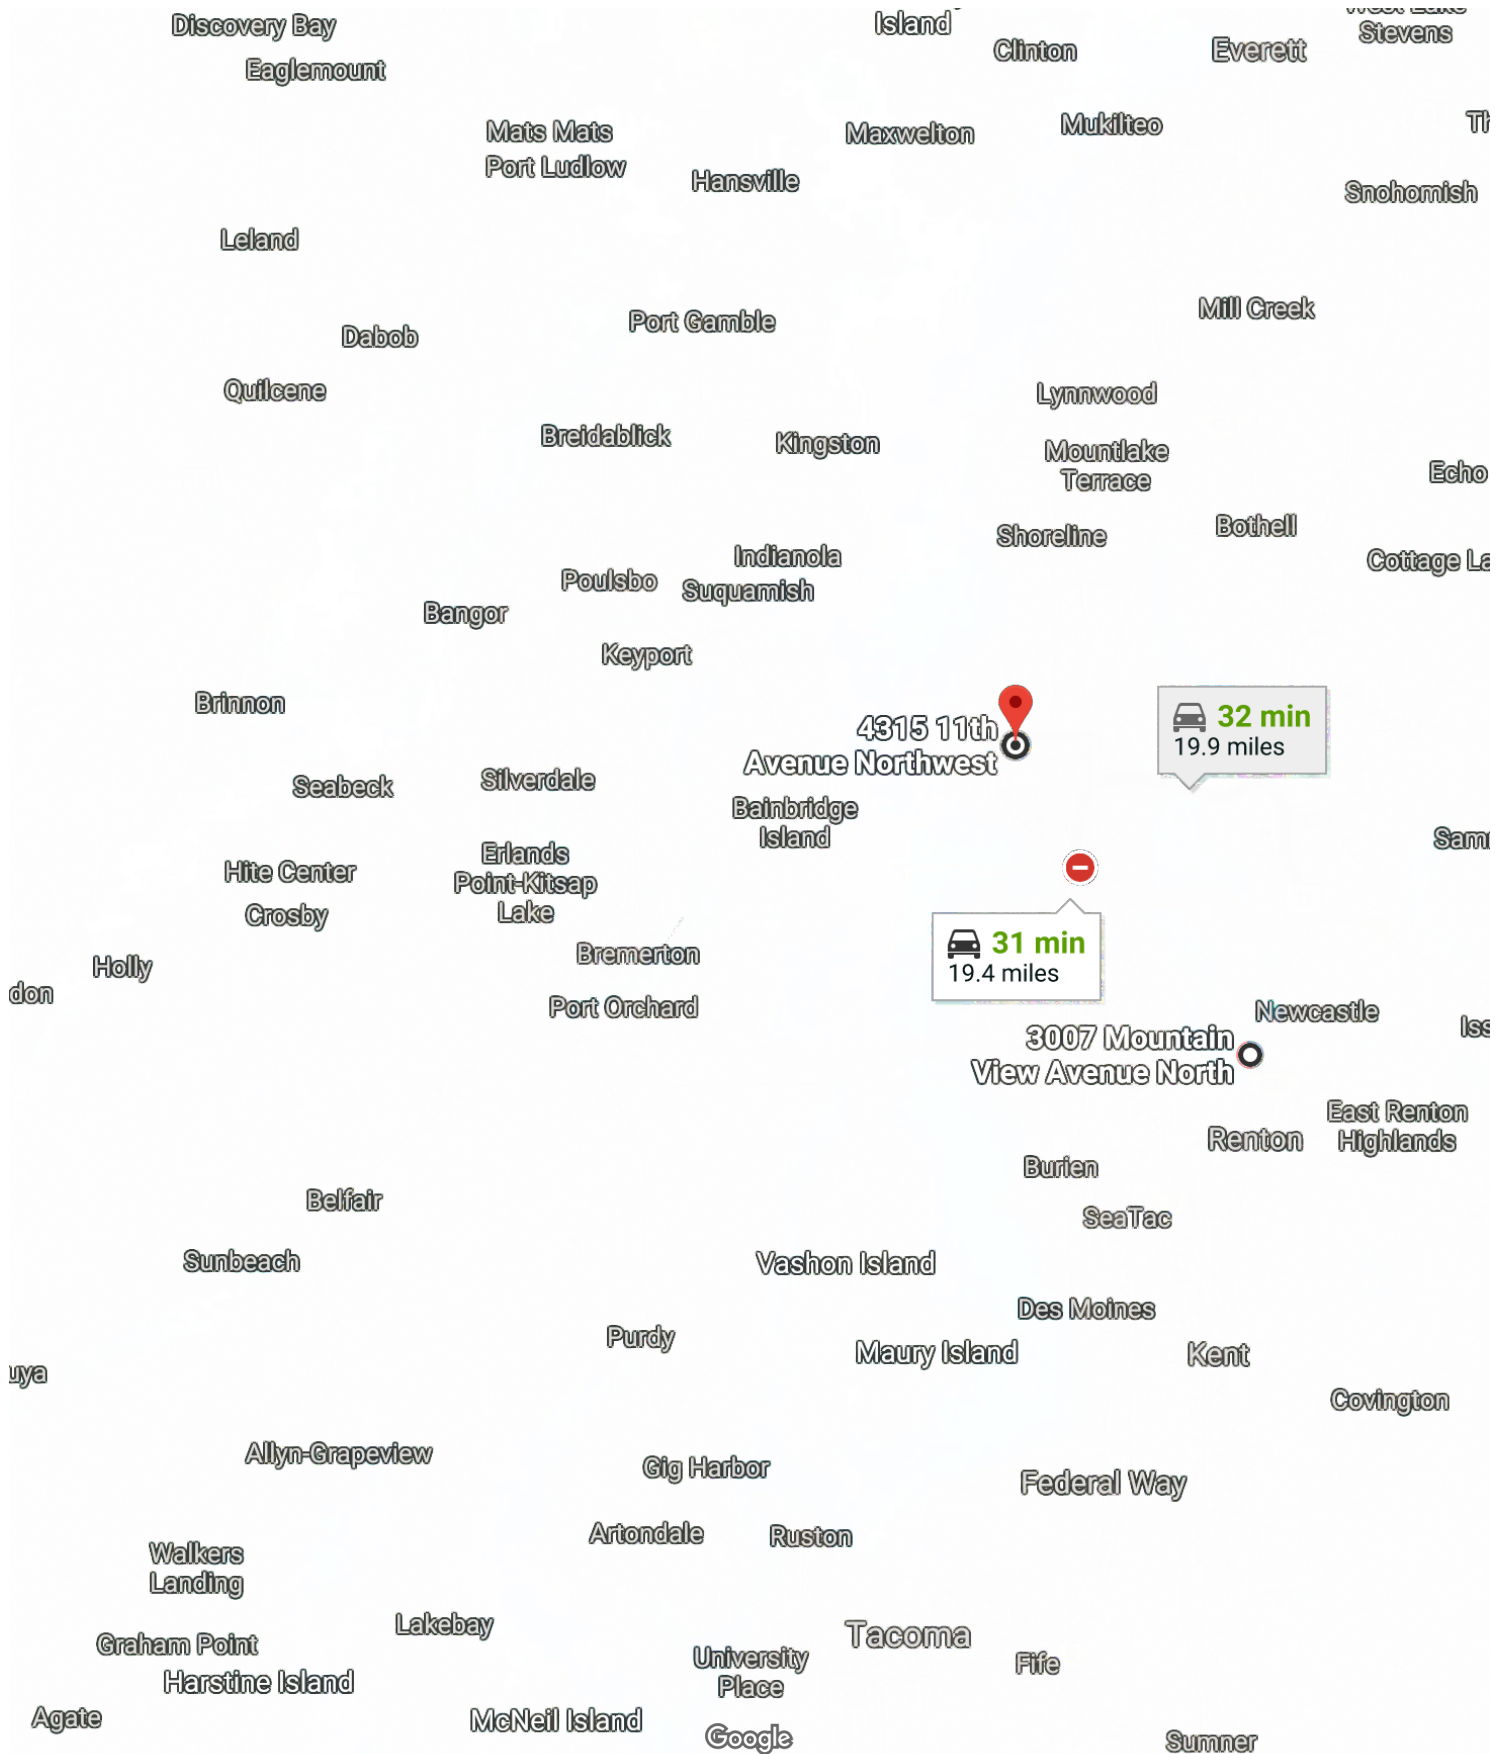 Discovery Bay
Island
Stevens
Clinton
Everett
Eaglemount
Mats Mats
Maxwelton
Mukilteo
Port Ludlow
Hansville
Snohomish
Leland
Mill Creek
Port Gamble
Dabob
Quilcene
Lynnwood
Breidablick
Kingston
Mountlake
Terrace
Echo
Shoreline
Bothell
Indianola
Cottage La
Poulsbo
Suquamish
Bangor
Keyport
Brinnon
4315 11th
Avenue Northwest
32 min
19.9 miles
Seabeck
Silverdale
Bainbridge
Island
Erlands
Point-Kitsap
Lake
Hite Center
Crosby
31 min
19.4 miles
Bremerton
Holly
don
Port Orchard
Newcastle
Iss
3007 Mountain
View Avenue North
East Renton
Highlands
Renton
Burien
Belfair
SeaTac
Sunbeach
Vashon Island
Des Moines
Purdy
Maury Island
Kent
uya
Covington
Allyn-Grapeview
Gig Harbor
Federal Way
Artondale
Ruston
Walkers
Landing
Lakebay
Tacoma
Graham Point
University
Place
Fife
Harstine Island
Agate
McNeil Island
Google
Sumner